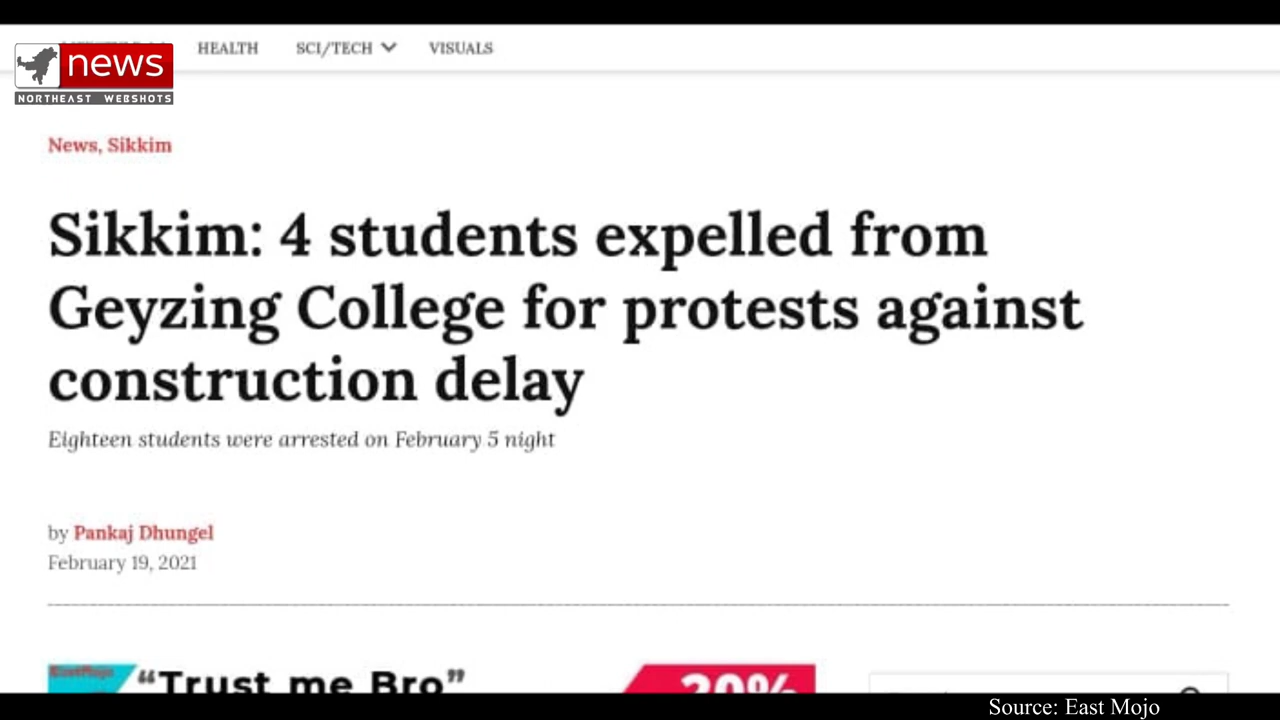 HEALTH SCI/TECH VISUALS
news
NORTHEAST WEBSHOTS
News, Sikkim
Sikkim: 4 students expelled from
Geyzing College for protests against
construction delay
Eighteen students were arrested on February 5 night
by Pankaj Dhungel
February 19, 2021
EastMojo
“Trust me Bro”
20%
Source: East Mojo